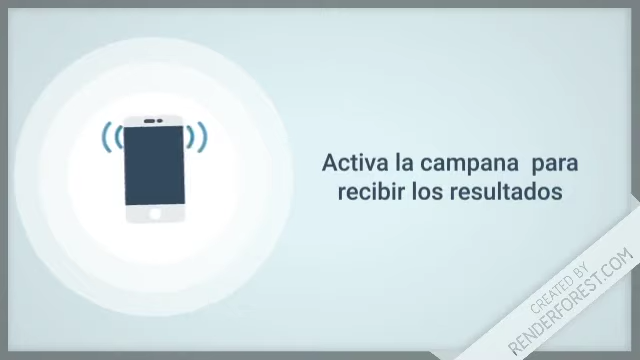 Activa la campana  para
recibir los resultados
CREATED BY
RENDERFOREST.COM